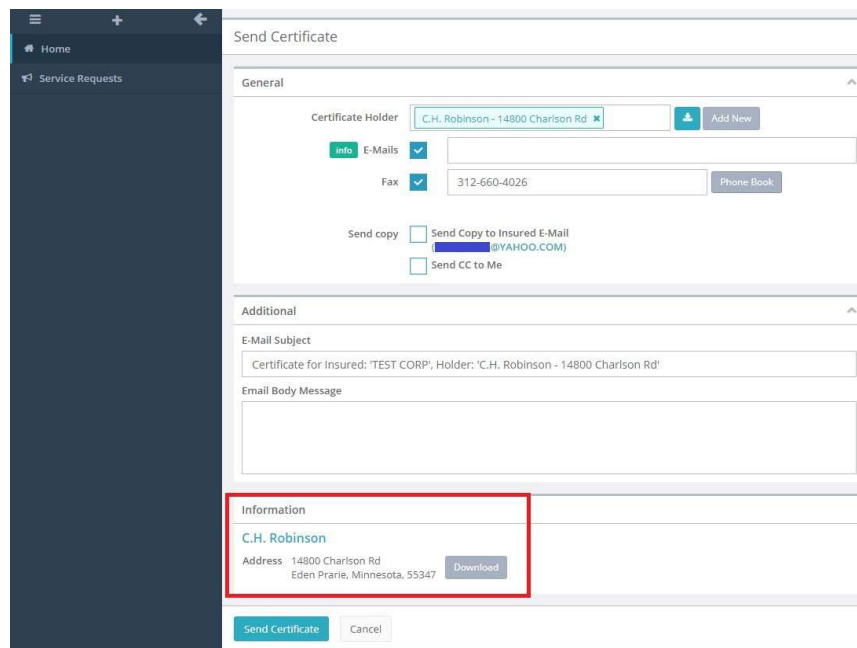 Home
Service Requests
Send Certificate
General
Certificate Holder C.H. Robinson - 14800 Charlson Rd Add New
info E-Mails
Fax 312-660-4026 Phone Book
Send copy Send Copy to Insured E-Mail
( @YAHOO.COM)
Send CC to Me
Additional
E-Mail Subject
Certificate for Insured: 'TEST CORP', Holder: 'C.H. Robinson - 14800 Charlson Rd'
Email Body Message
Information
C.H. Robinson
Address 14800 Charlson Rd Download
Eden Prarie, Minnesota, 55347
Send Certificate Cancel